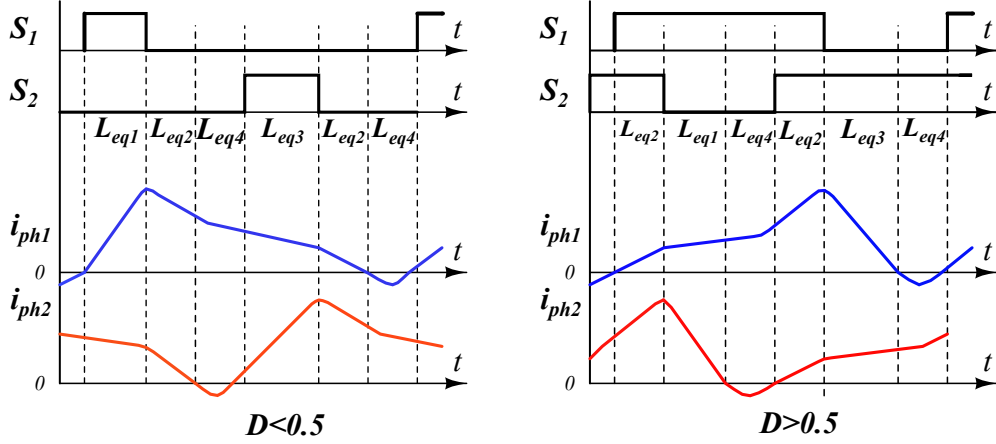 S1 t
S2 t
Leq1 Leq2 Leq4 Leq3 Leq2 Leq4
iph1 t
0
iph2 t
0
D<0.5
S1 t
S2 t
Leq2 Leq1 Leq4 Leq2 Leq3 Leq4
iph1 t
0
iph2 t
0
D>0.5